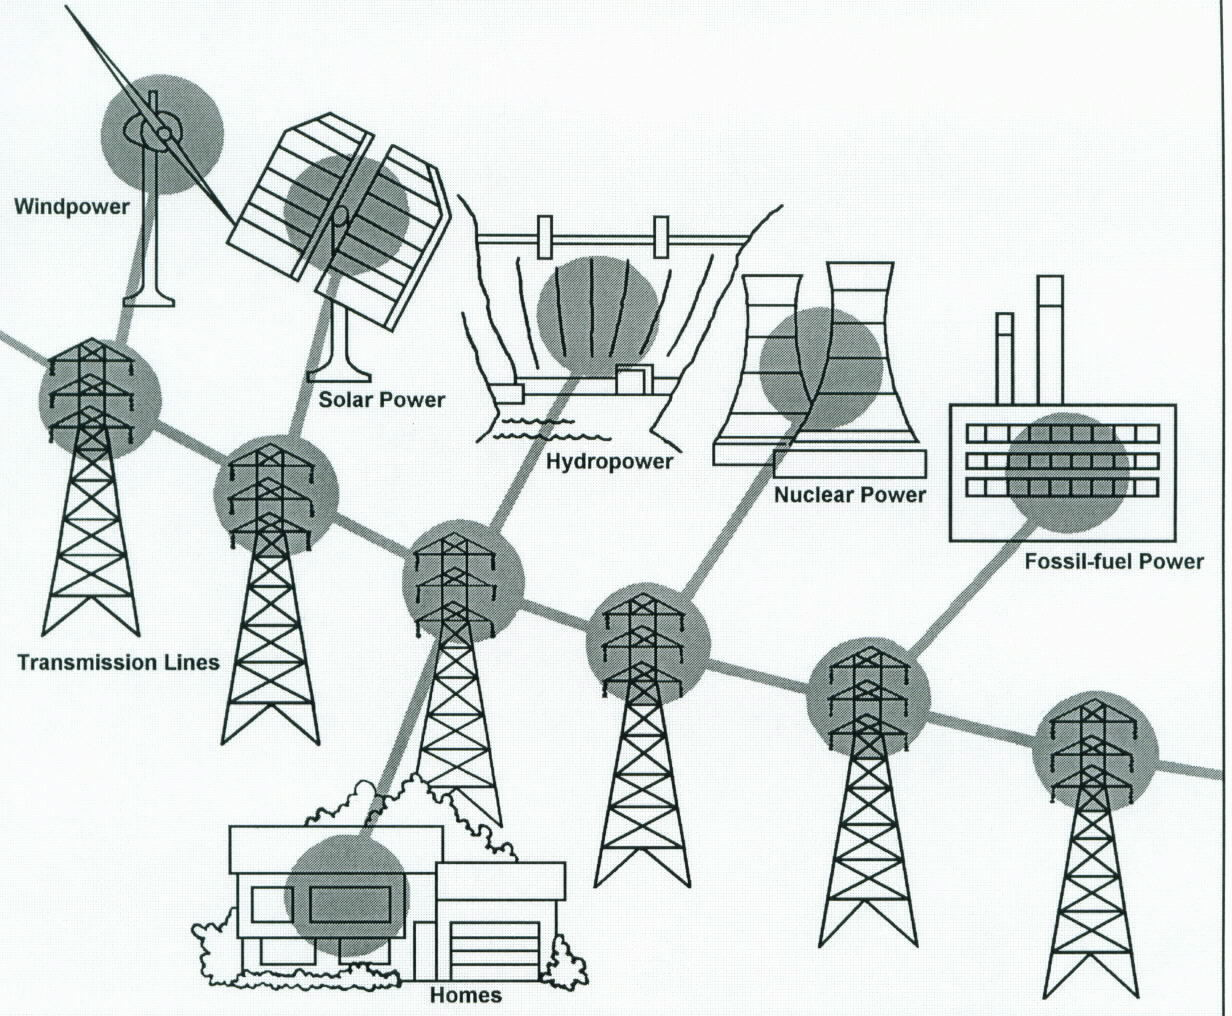 Windpower
Solar Power
Hydropower
Nuclear Power
Fossil-fuel Power
Transmission Lines
Homes